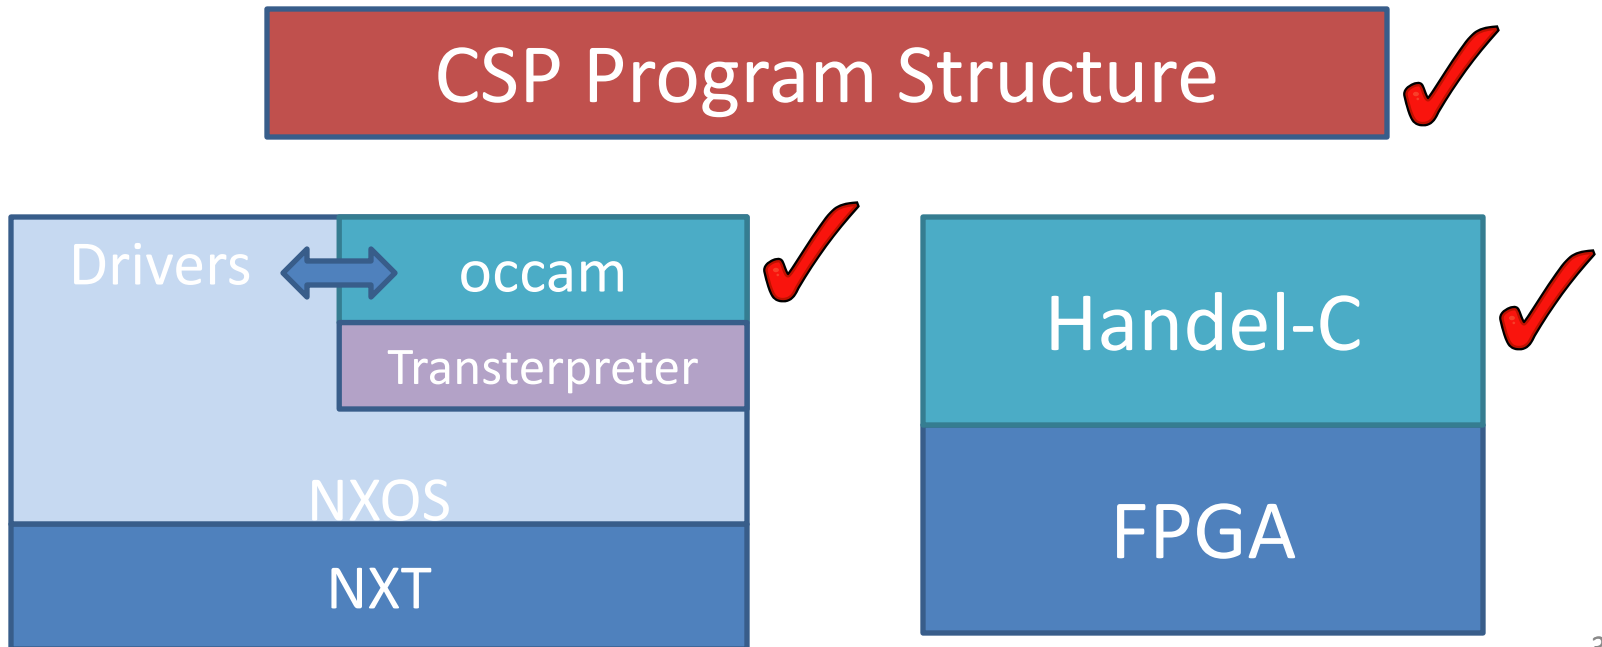 CSP Program Structure
Drivers
occam
Transterpreter
NXOS
NXT
Handel-C
FPGA